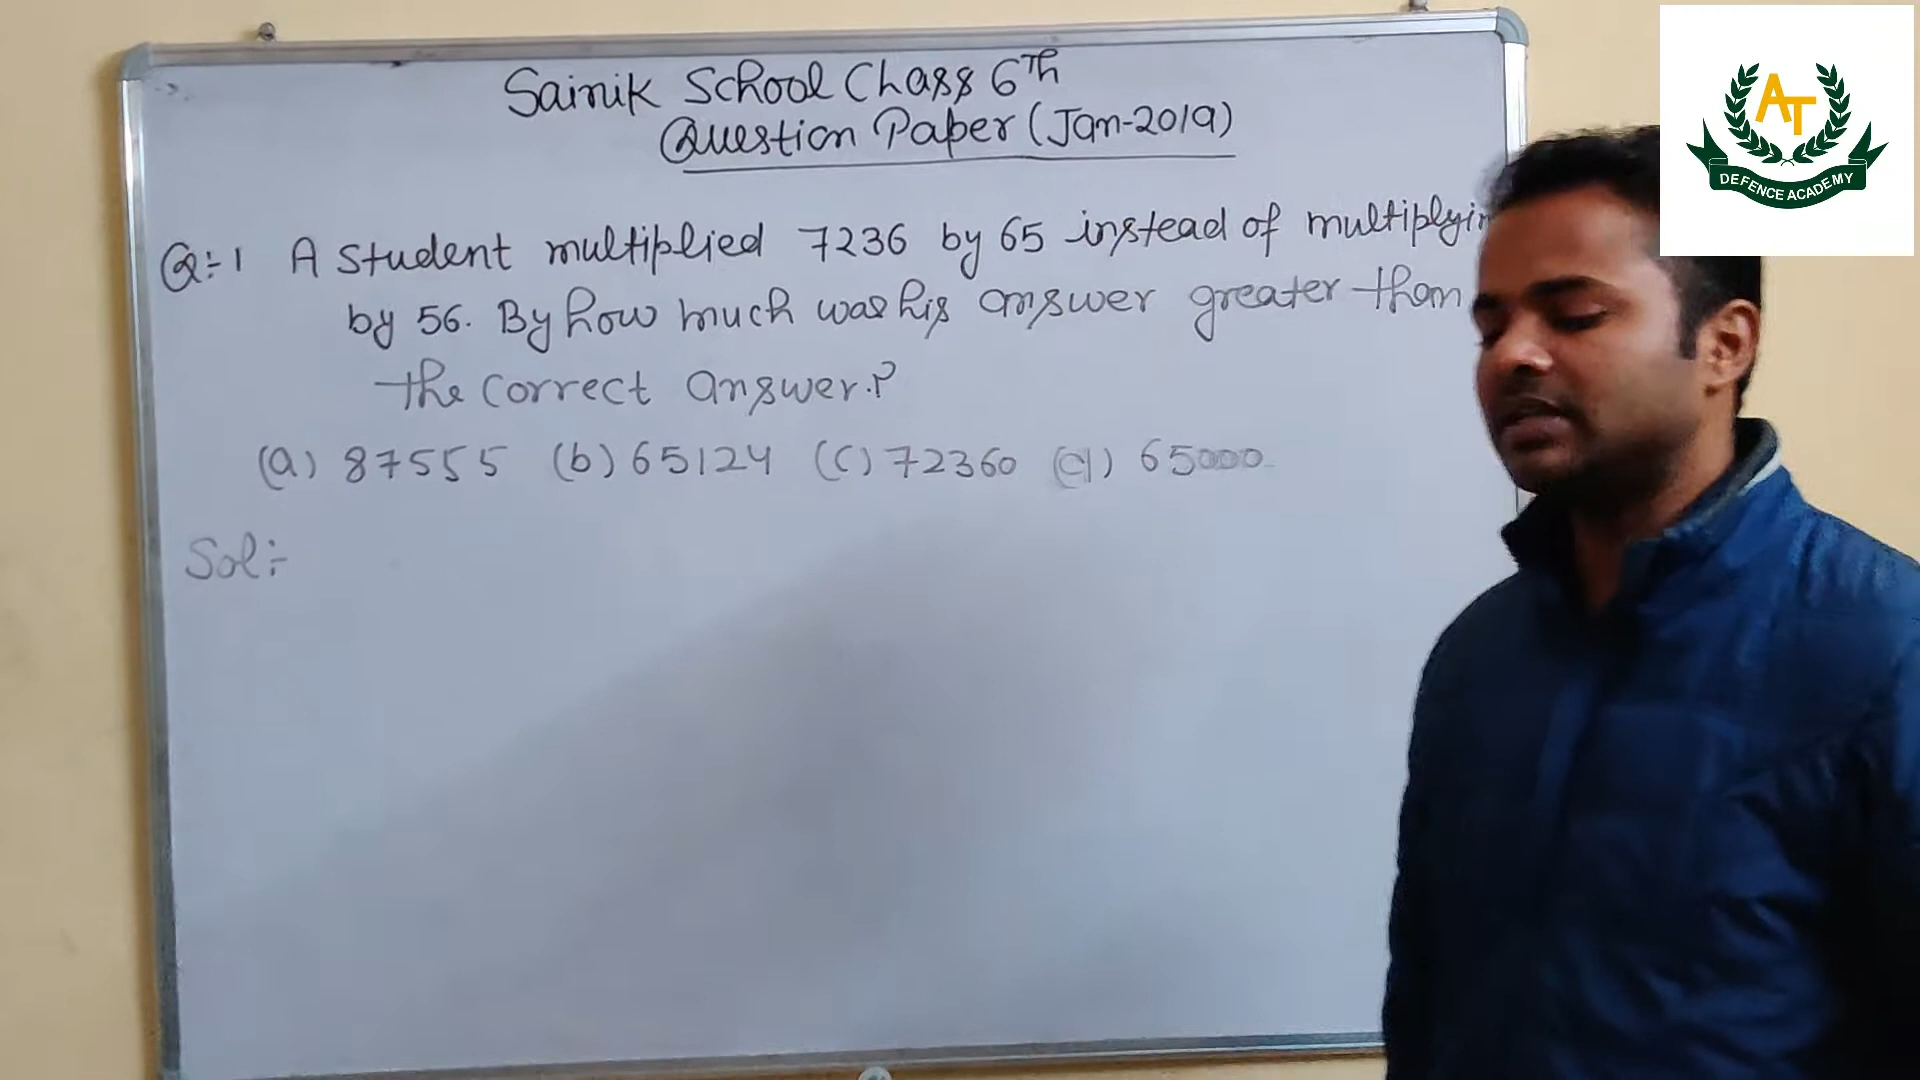 Sainik School Class 6Th
Question Paper (Jan-2019)
Q:-1 A Student multiplied 7236 by 65 instead of multiplyin
by 56. By how much was his answer greater than
the correct answer.?
(a) 87555 (b) 65124 (c) 72360 (d) 65000
Sol:-
AT
DEFENCE ACADEMY